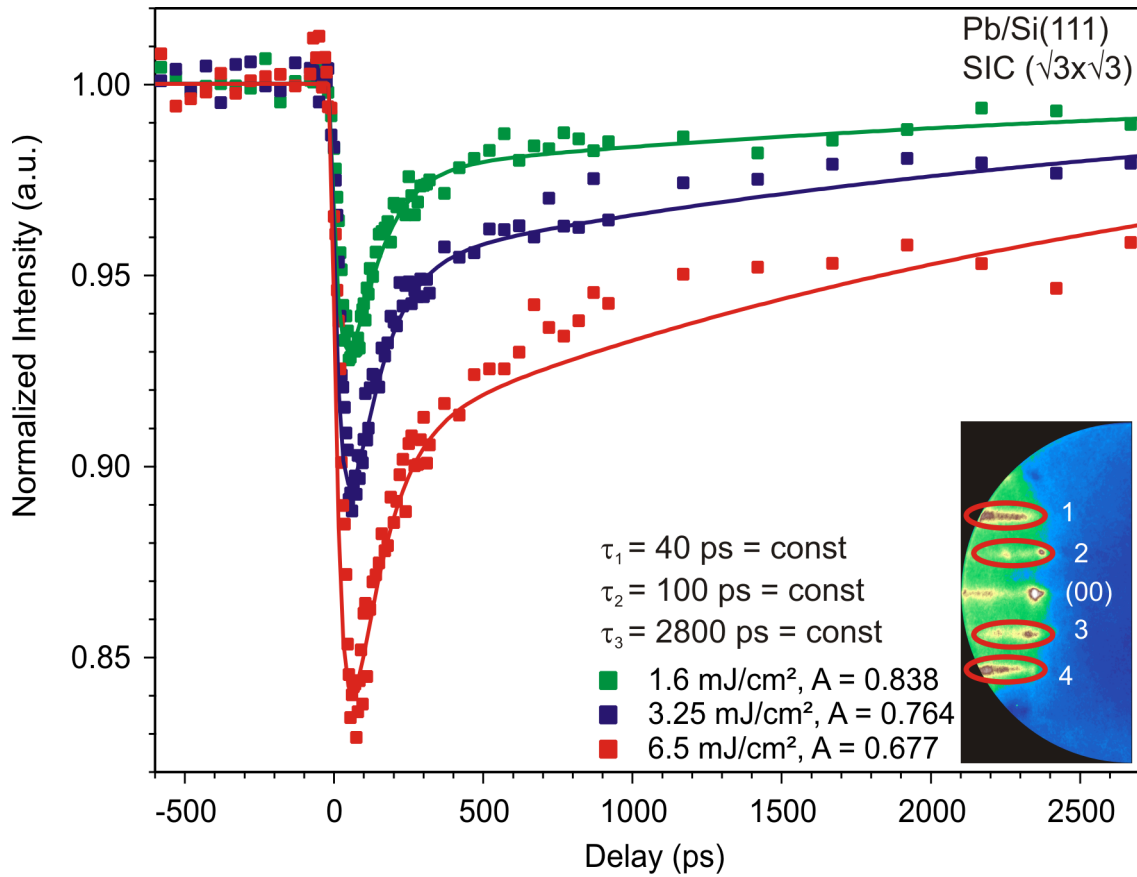 Pb/Si(111)
SIC (√3x√3)
1.00
0.95
0.90
0.85
Normalized Intensity (a.u.)
1
2
(00)
3
4
τ₁ = 40 ps = const
τ₂ = 100 ps = const
τ₃ = 2800 ps = const
1.6 mJ/cm², A = 0.838
3.25 mJ/cm², A = 0.764
6.5 mJ/cm², A = 0.677
-500 0 500 1000 1500 2000 2500
Delay (ps)